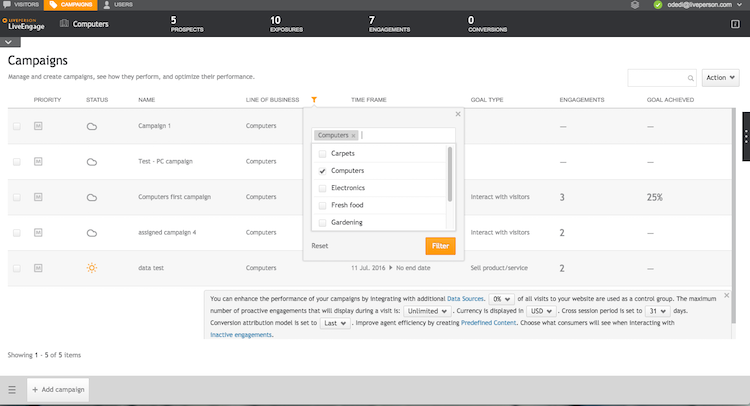 VISITORS CAMPAIGNS USERS odedl@liveperson.com
LIVEPERSON
LiveEngage
Computers
5 10 7 0
PROSPECTS EXPOSURES ENGAGEMENTS CONVERSIONS
Campaigns
Manage and create campaigns, see how they perform, and optimize their performance.
Action
PRIORITY STATUS NAME LINE OF BUSINESS TIME FRAME GOAL TYPE ENGAGEMENTS GOAL ACHIEVED
M Campaign 1 Computers — —
M Test - PC campaign Computers — —
M Computers first campaign Computers Interact with visitors 3 25%
M assigned campaign 4 Computers Interact with visitors 2 —
M data test Computers 11 Jul. 2016 No end date Sell product/service 2 —
Computers x
Carpets
Computers
Electronics
Fresh food
Gardening
Reset Filter
You can enhance the performance of your campaigns by integrating with additional Data Sources. 0% of all visits to your website are used as a control group. The maximum
number of proactive engagements that will display during a visit is: Unlimited . Currency is displayed in USD . Cross session period is set to 31 days.
Conversion attribution model is set to Last . Improve agent efficiency by creating Predefined Content. Choose what consumers will see when interacting with
inactive engagements.
Showing 1 - 5 of 5 items
+ Add campaign